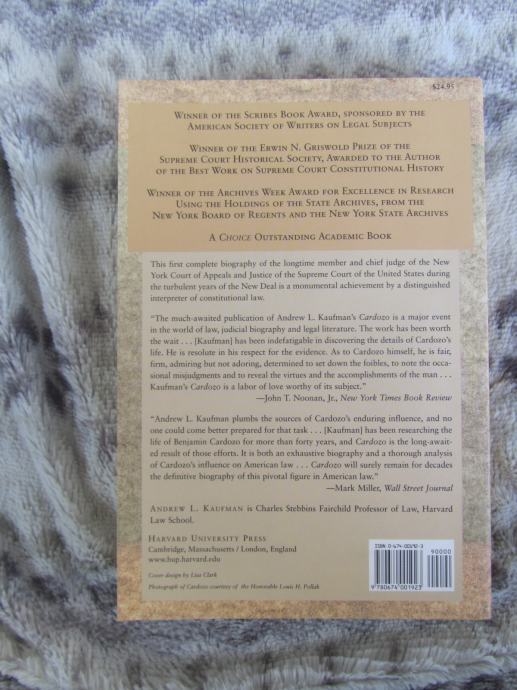 $24.95
Winner of the Scribes Book Award, sponsored by the
American Society of Writers on Legal Subjects
Winner of the Erwin N. Griswold Prize of the
Supreme Court Historical Society, Awarded to the Author
of the Best Work on Supreme Court Constitutional History
Winner of the Archives Week Award for Excellence in Research
Using the Holdings of the State Archives, from the
New York Board of Regents and the New York State Archives
A Choice Outstanding Academic Book
This first complete biography of the longtime member and chief judge of the New
York Court of Appeals and Justice of the Supreme Court of the United States during
the turbulent years of the New Deal is a monumental achievement by a distinguished
interpreter of constitutional law.
“The much-awaited publication of Andrew L. Kaufman's Cardozo is a major event
in the world of law, judicial biography and legal literature. The work has been worth
the wait . . . [Kaufman] has been indefatigable in discovering the details of Cardozo's
life. He is resolute in his respect for the evidence. As to Cardozo himself, he is fair,
firm, admiring but not adoring, determined to set down the foibles, to note the occa-
sional misjudgments and to reveal the virtues and the accomplishments of the man . . .
Kaufman's Cardozo is a labor of love worthy of its subject.”
—John T. Noonan, Jr., New York Times Book Review
“Andrew L. Kaufman plumbs the sources of Cardozo's enduring influence, and no
one could come better prepared for that task . . . [Kaufman] has been researching the
life of Benjamin Cardozo for more than forty years, and Cardozo is the long-await-
ed result of those efforts. It is both an exhaustive biography and a thorough analysis
of Cardozo's influence on American law . . . Cardozo will surely remain for decades
the definitive biography of this pivotal figure in American law.”
—Mark Miller, Wall Street Journal
Andrew L. Kaufman is Charles Stebbins Fairchild Professor of Law, Harvard
Law School.
Harvard University Press
Cambridge, Massachusetts / London, England
www.hup.harvard.edu
Cover design by Lisa Clark
Photograph of Cardozo courtesy of the Honorable Louis H. Pollak
ISBN 0-674-00192-3
90000
9 780674 001923